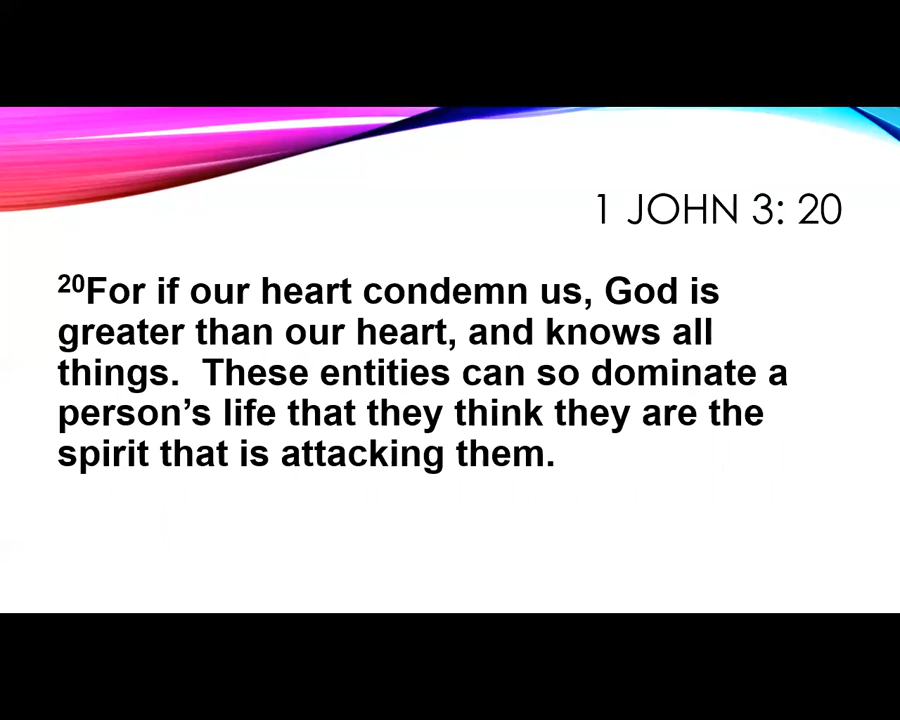 1 JOHN 3: 20
²⁰For if our heart condemn us, God is
greater than our heart, and knows all
things.  These entities can so dominate a
person’s life that they think they are the
spirit that is attacking them.